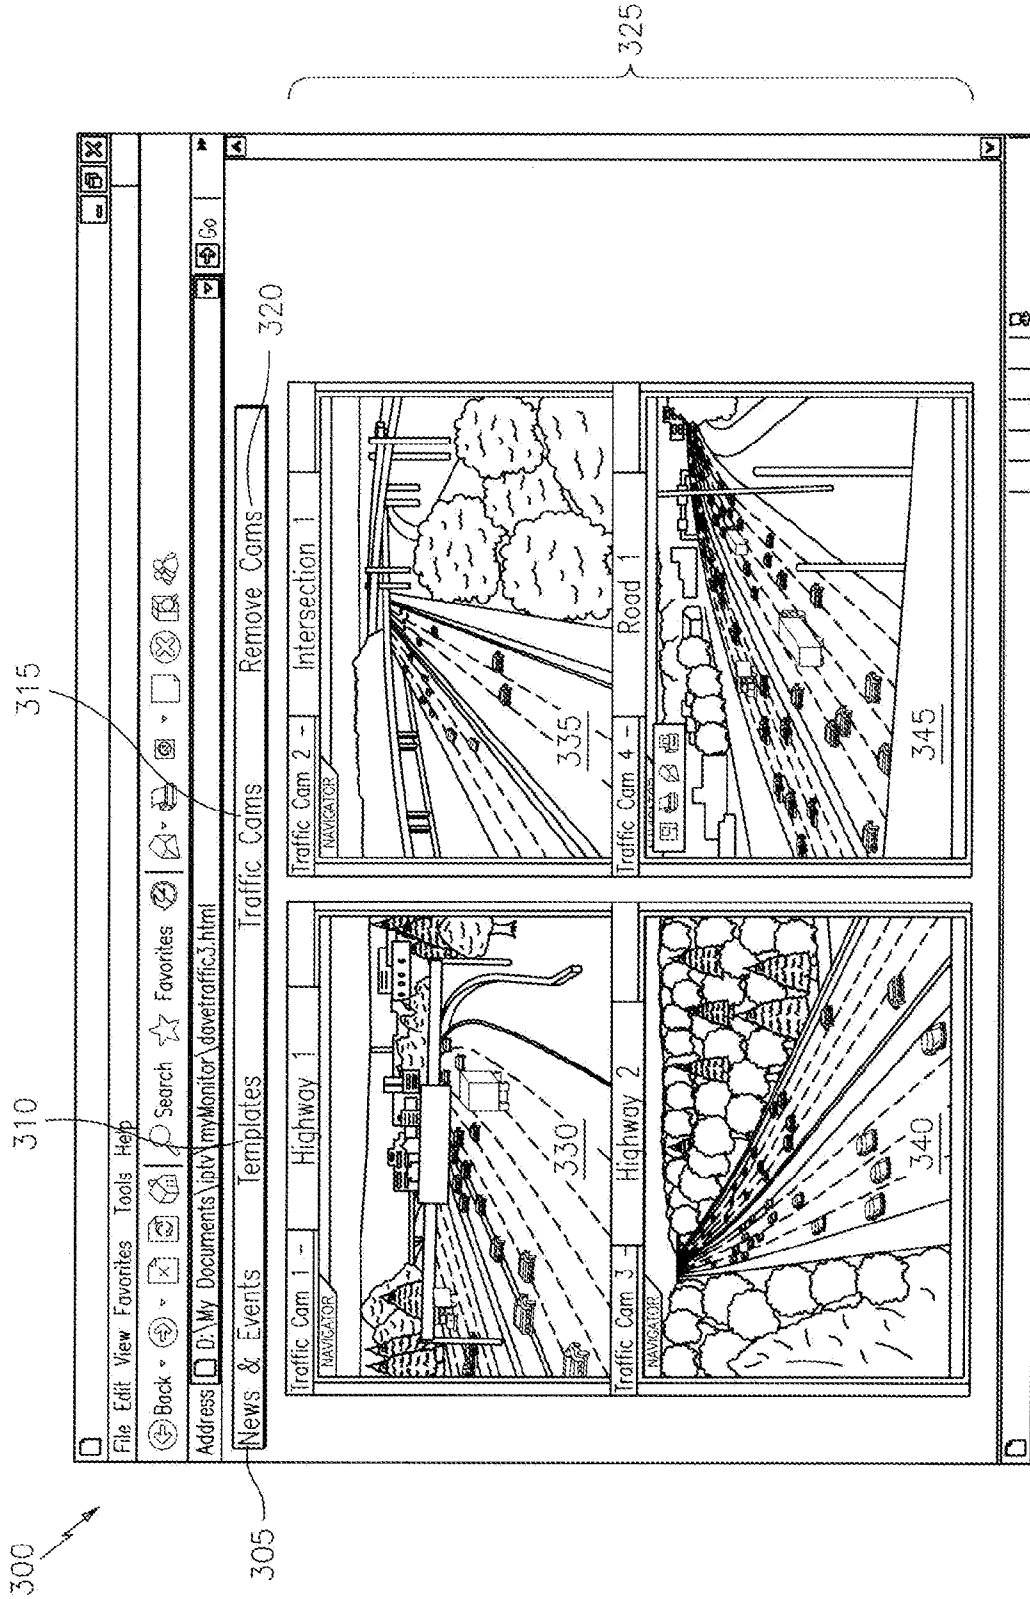 300
File Edit View Favorites Tools Help
Back Search Favorites
Address D:\My Documents\iptv\myMonitor\davetraffic3.html Go
305
310
315
320
325
News & Events Templates Traffic Cams Remove Cams
Traffic Cam 1 - Highway 1
NAVIGATOR
330
Traffic Cam 2 - Intersection 1
NAVIGATOR
335
Traffic Cam 3 - Highway 2
NAVIGATOR
340
Traffic Cam 4 - Road 1
345